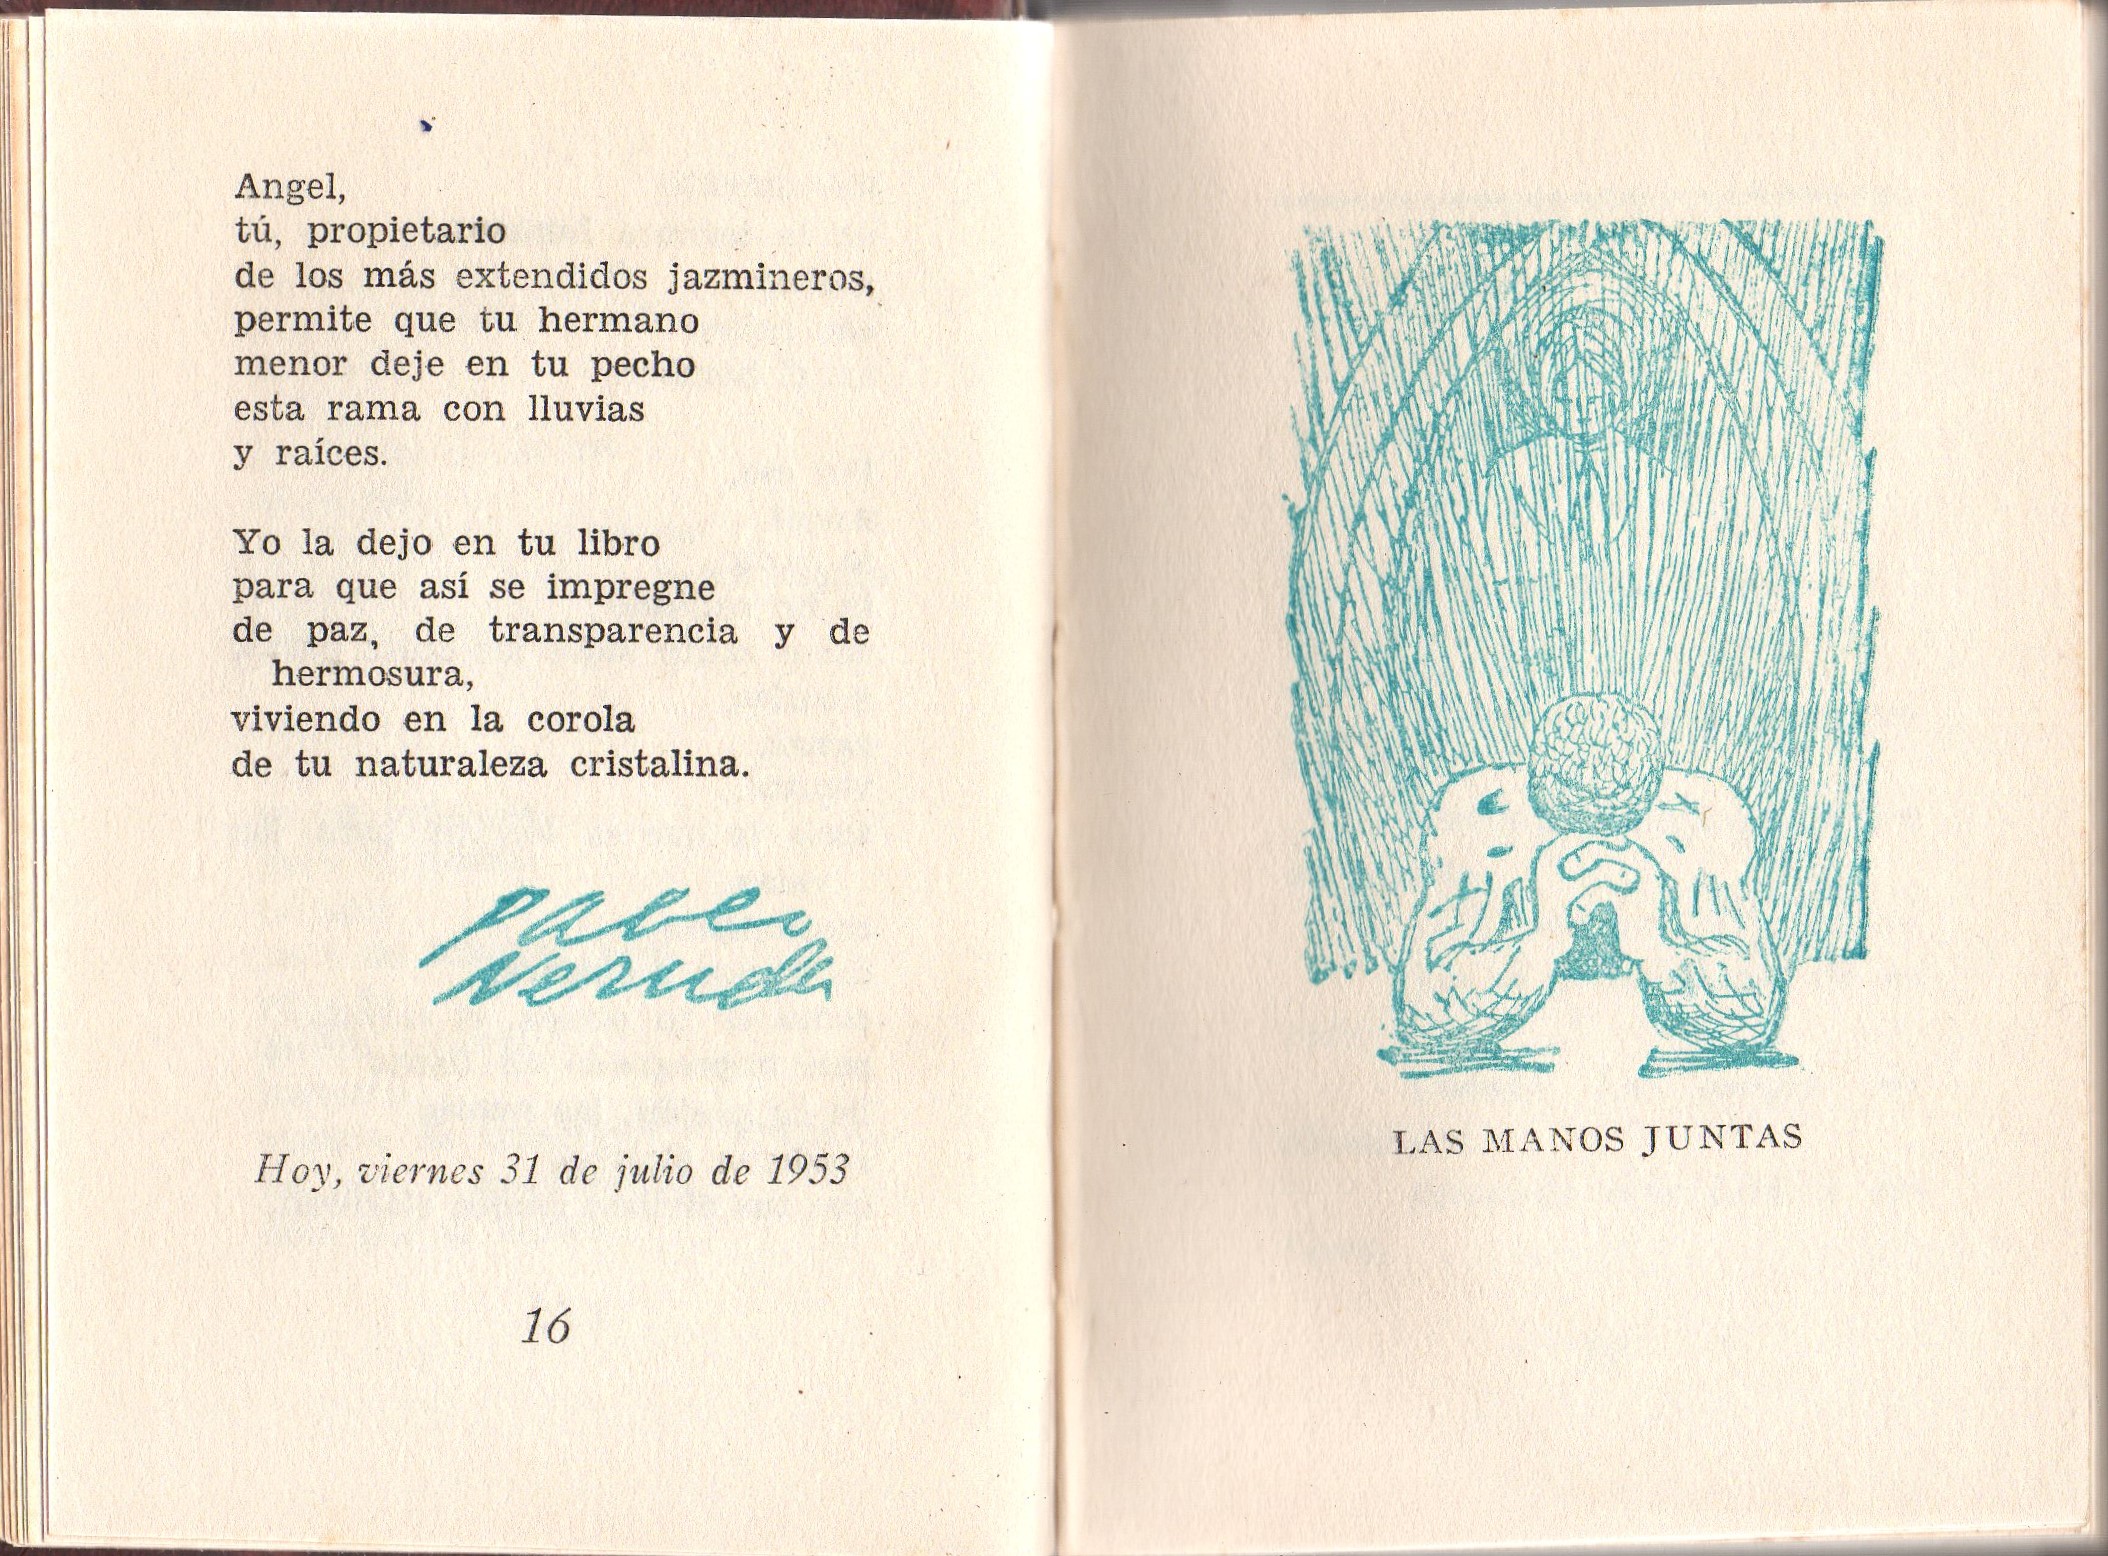 Angel,
tú, propietario
de los más extendidos jazmineros,
permite que tu hermano
menor deje en tu pecho
esta rama con lluvias
y raíces.
Yo la dejo en tu libro
para que así se impregne
de paz, de transparencia y de
hermosura,
viviendo en la corola
de tu naturaleza cristalina.
Pablo
Neruda
Hoy, viernes 31 de julio de 1953
16
LAS MANOS JUNTAS